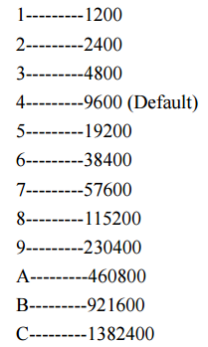 1---------1200
2---------2400
3---------4800
4---------9600 (Default)
5---------19200
6---------38400
7---------57600
8---------115200
9---------230400
A---------460800
B---------921600
C---------1382400